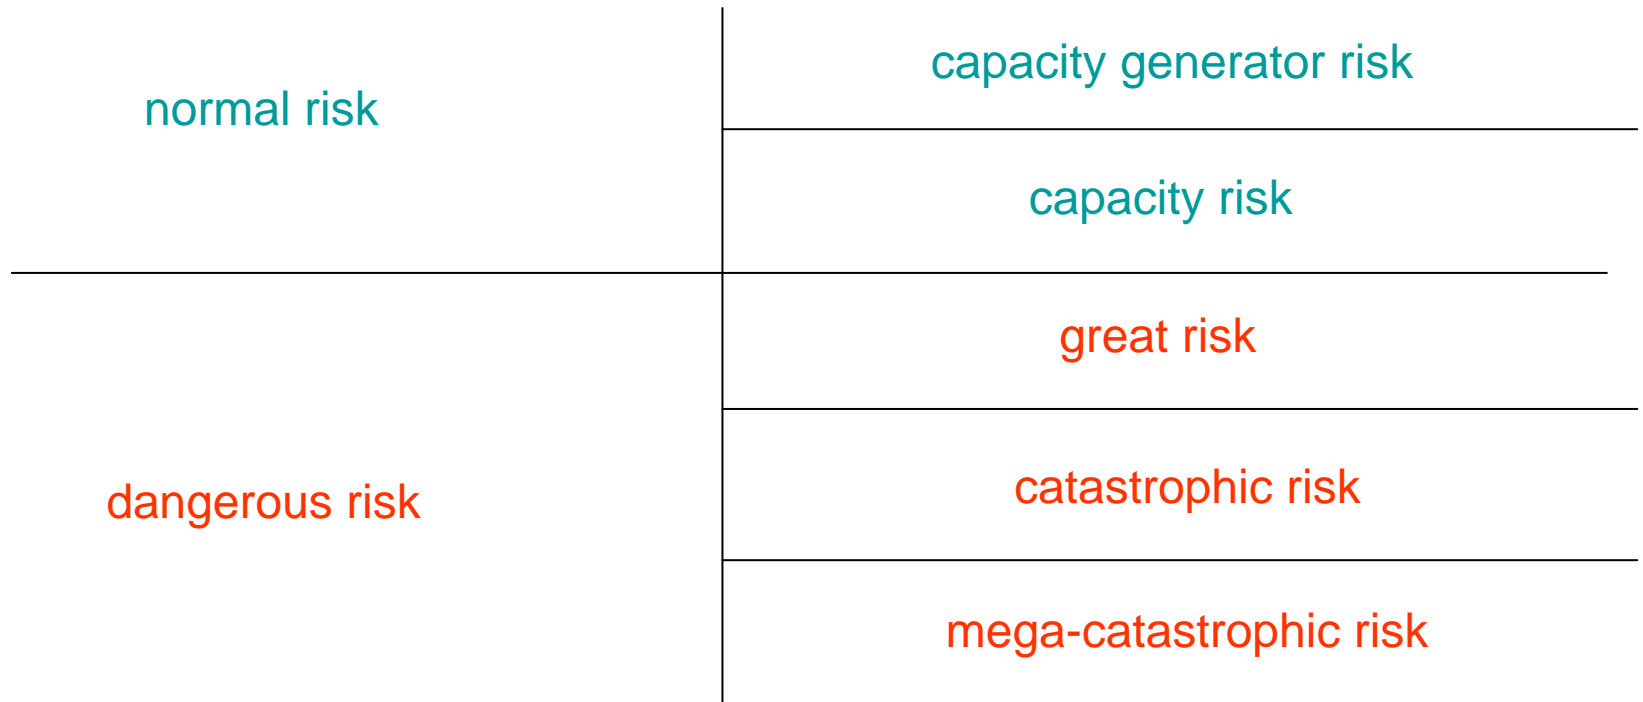 normal risk
capacity generator risk
capacity risk
dangerous risk
great risk
catastrophic risk
mega-catastrophic risk